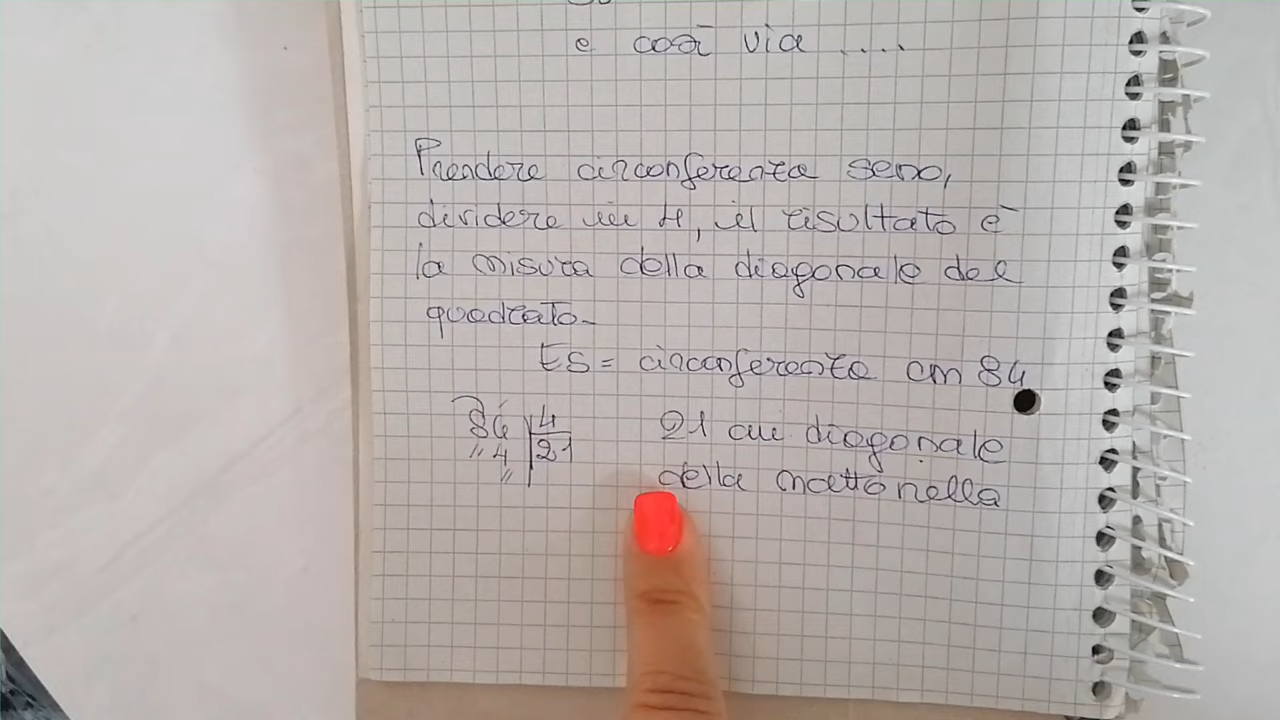 e così via ....
Prendere circonferenza seno,
dividere in 4, il risultato è
la misura della diagonale del
quadrato-
ES = circonferenza cm 84
84 4
" 4 21
"
21 cm diagonale
della mattonella